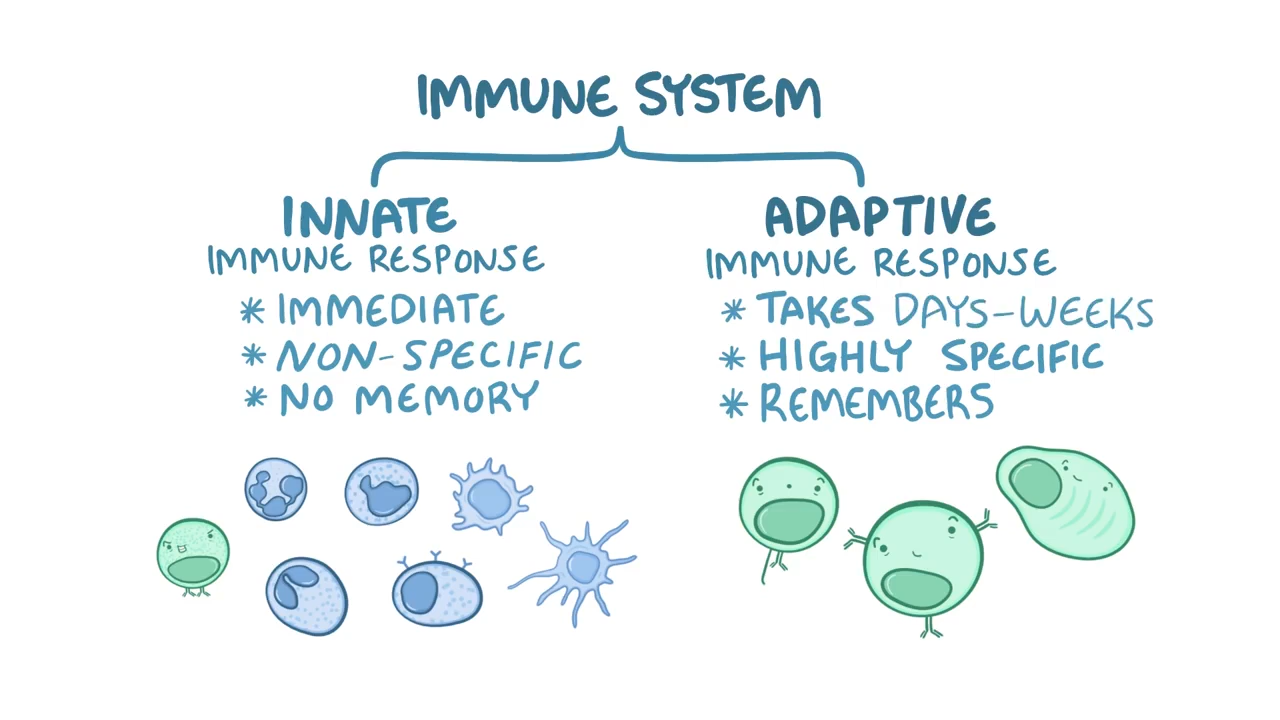 IMMUNE SYSTEM
INNATE
IMMUNE RESPONSE
* IMMEDIATE
* NON-SPECIFIC
* NO MEMORY
ADAPTIVE
IMMUNE RESPONSE
* TAKES DAYS-WEEKS
* HIGHLY SPECIFIC
* REMEMBERS